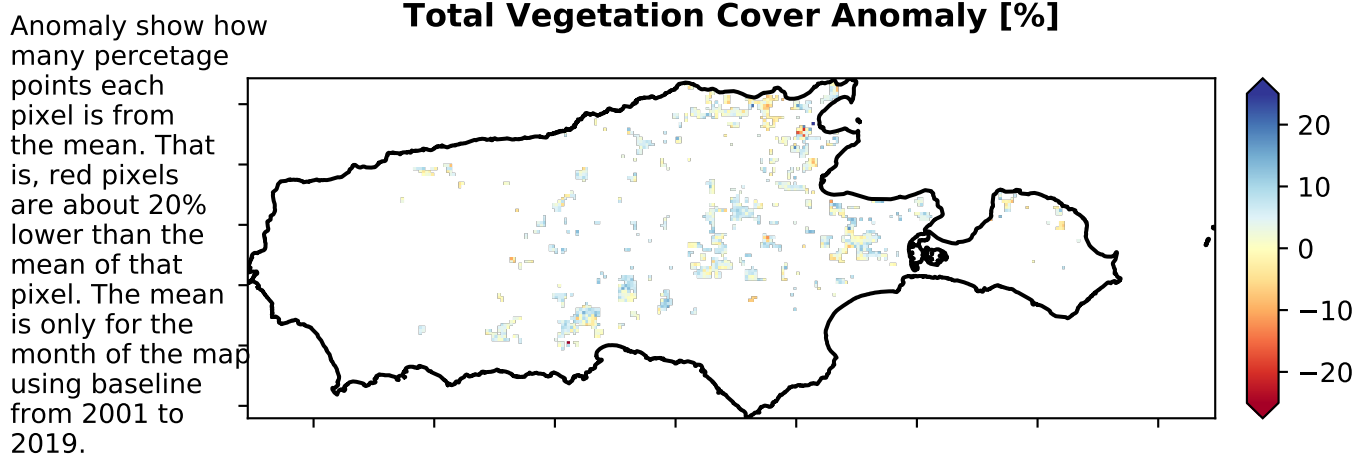 Total Vegetation Cover Anomaly [%]
Anomaly show how
many percetage
points each
pixel is from
the mean. That
is, red pixels
are about 20%
lower than the
mean of that
pixel. The mean
is only for the
month of the map
using baseline
from 2001 to
2019.
20
10
0
−10
−20